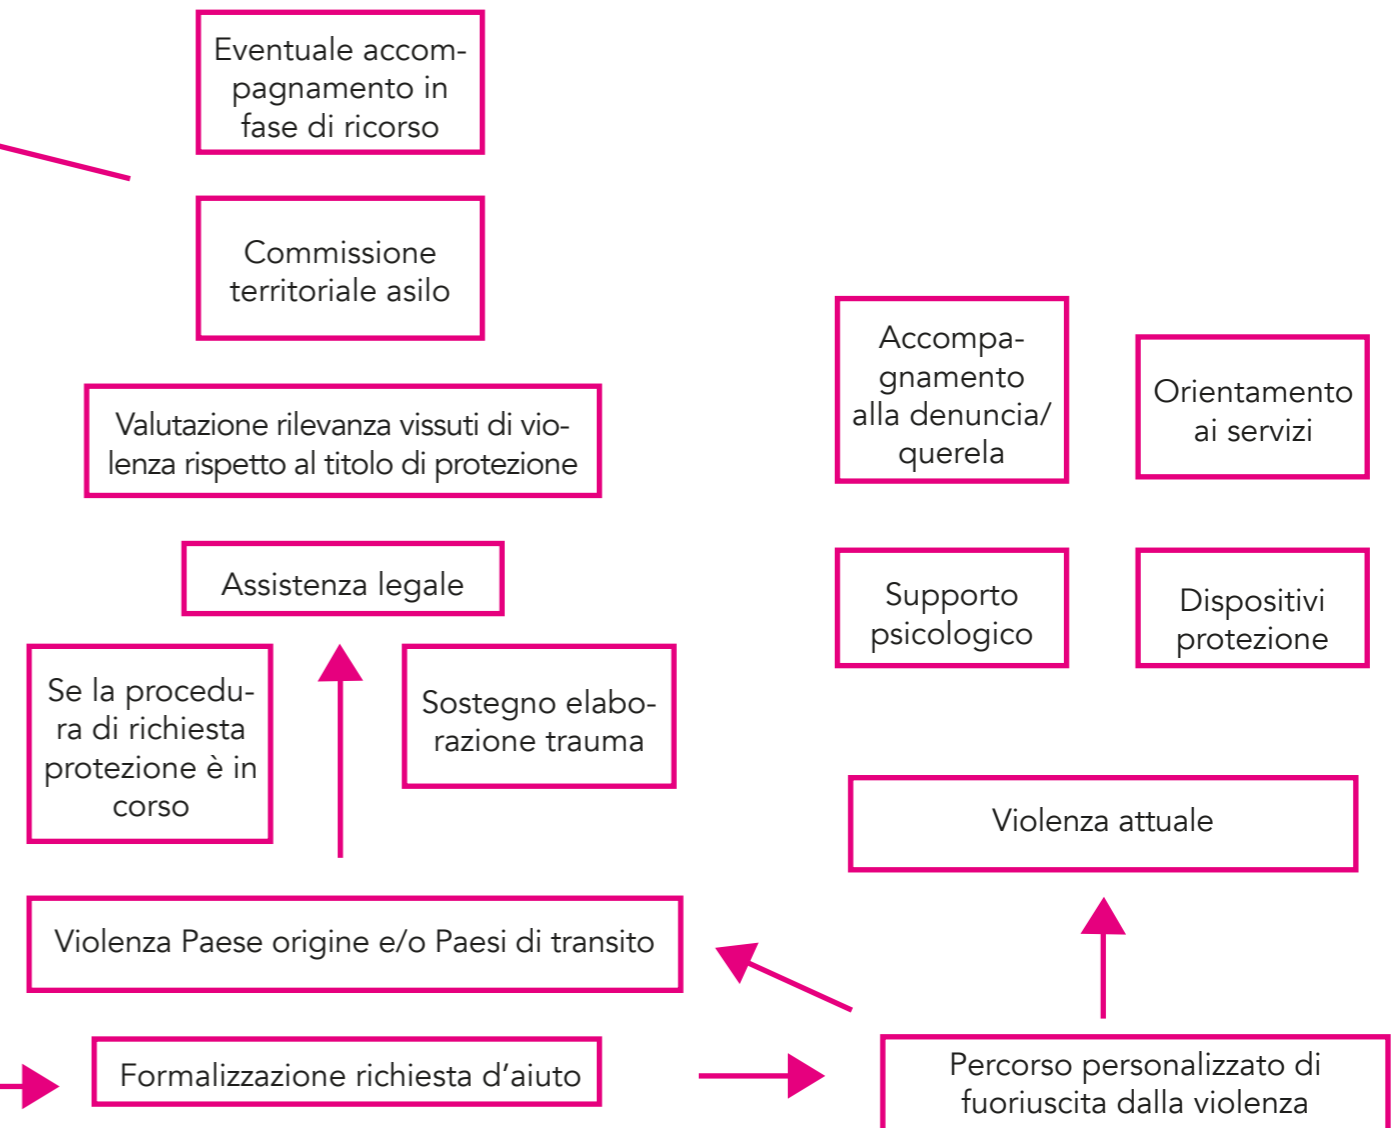 Eventuale accom-
pagnamento in
fase di ricorso
Commissione
territoriale asilo
Valutazione rilevanza vissuti di vio-
lenza rispetto al titolo di protezione
Assistenza legale
Se la procedu-
ra di richiesta
protezione è in
corso
Sostegno elabo-
razione trauma
Violenza Paese origine e/o Paesi di transito
Formalizzazione richiesta d'aiuto
Accompa-
gnamento
alla denuncia/
querela
Orientamento
ai servizi
Supporto
psicologico
Dispositivi
protezione
Violenza attuale
Percorso personalizzato di
fuoriuscita dalla violenza